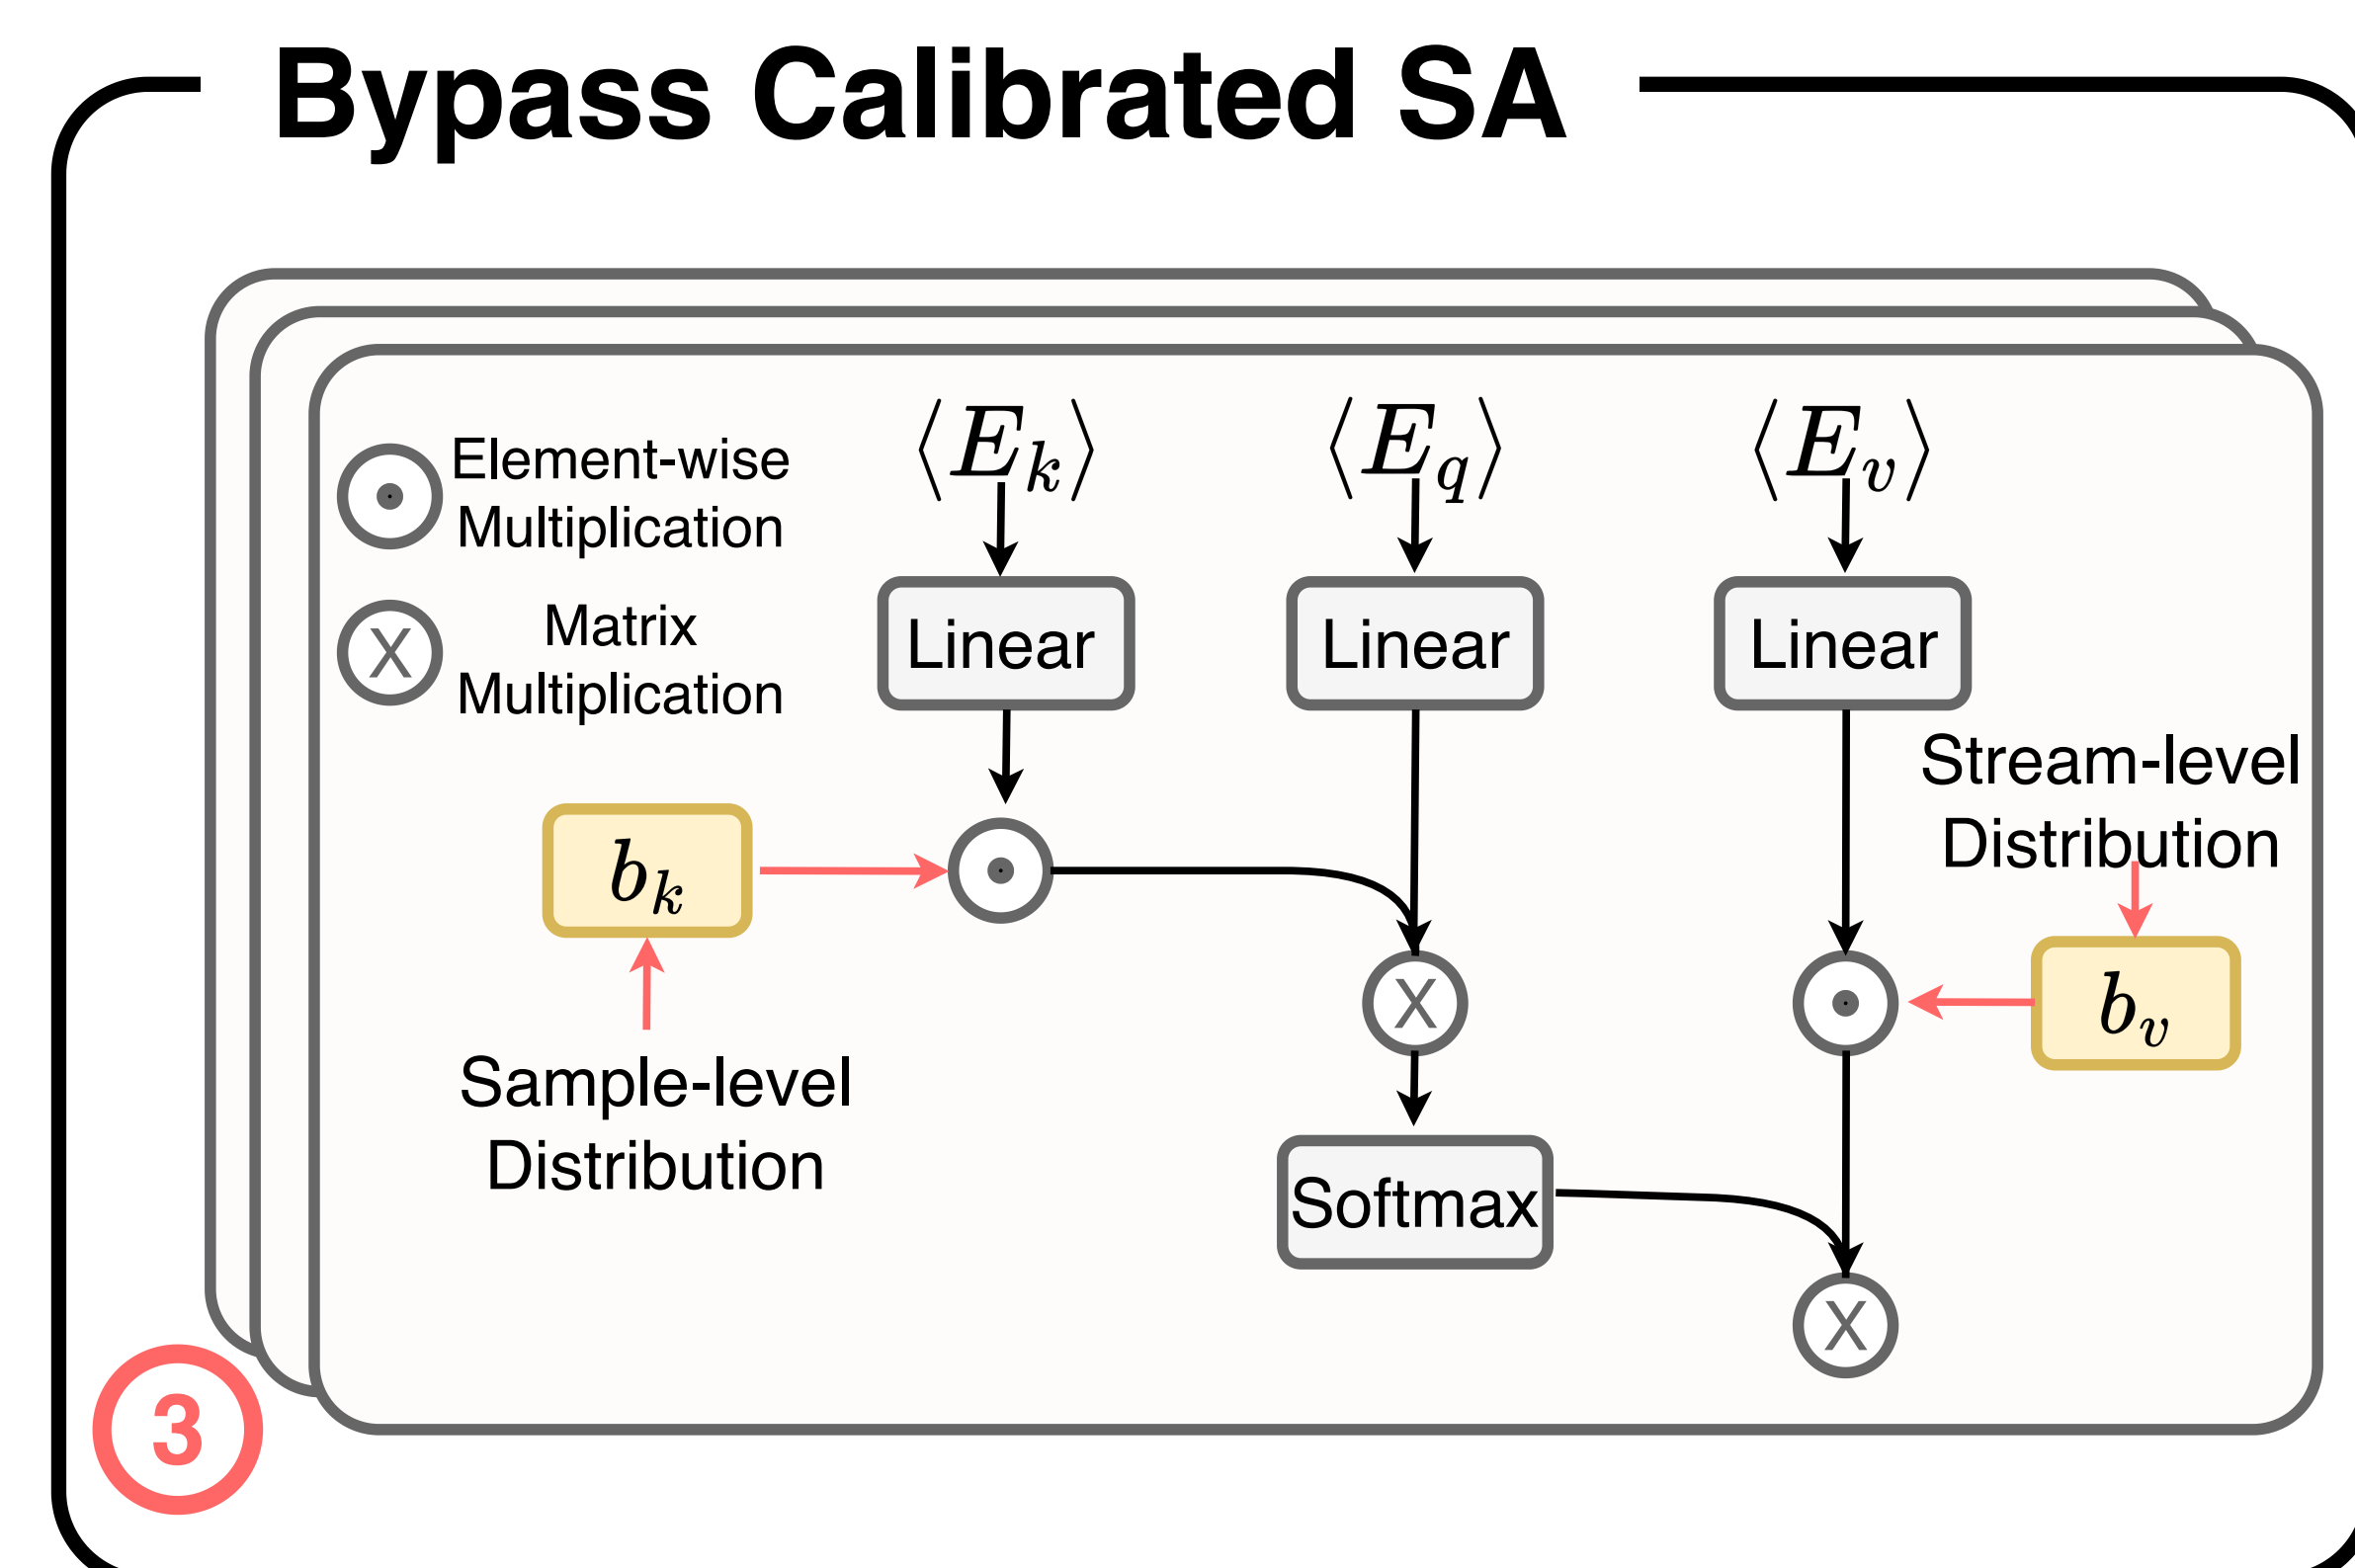 Bypass Calibrated SA
⟨E_k⟩
⟨E_q⟩
⟨E_v⟩
Element-wise
Multiplication
X
Matrix
Multiplication
Linear
Linear
Linear
Stream-level
Distribution
b_k
X
b_v
Sample-level
Distribution
Softmax
X
3